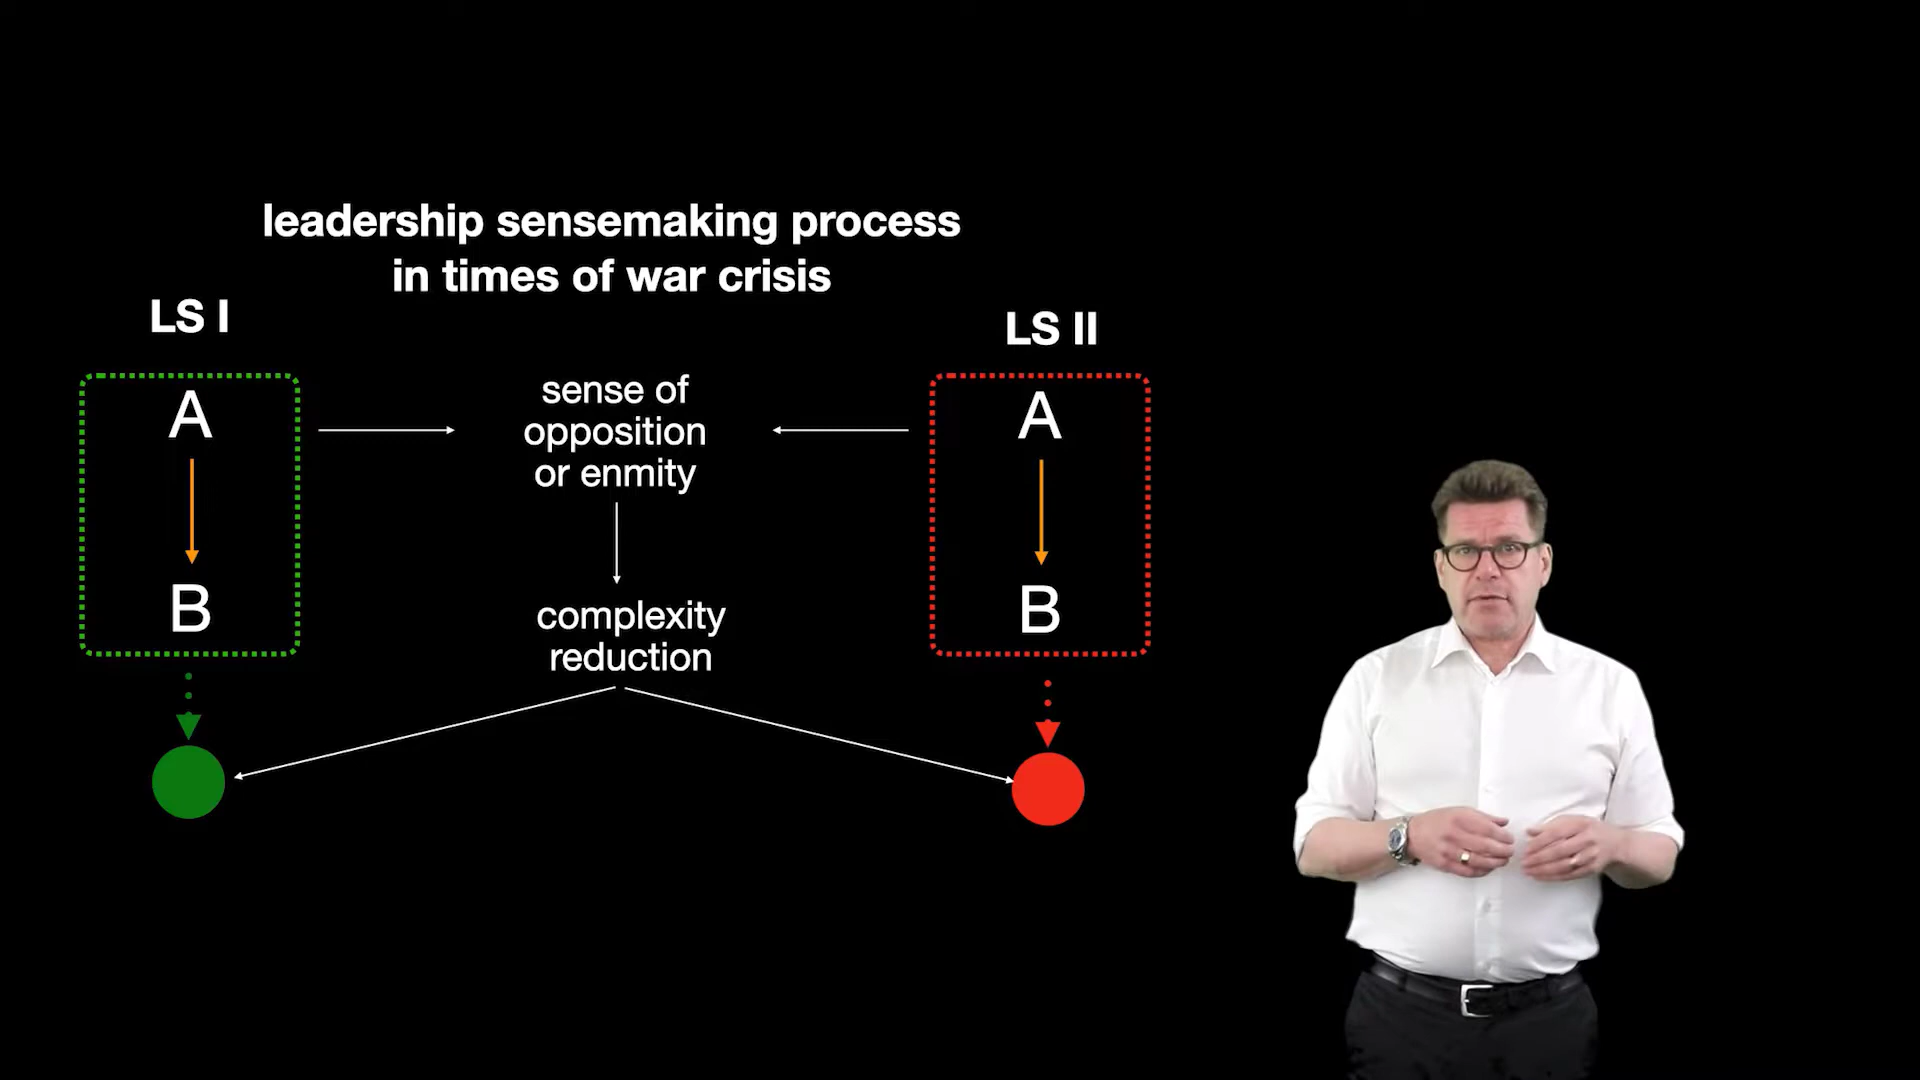 leadership sensemaking process
in times of war crisis
LS I
LS II
A
sense of
opposition
or enmity
A
B
complexity
reduction
B